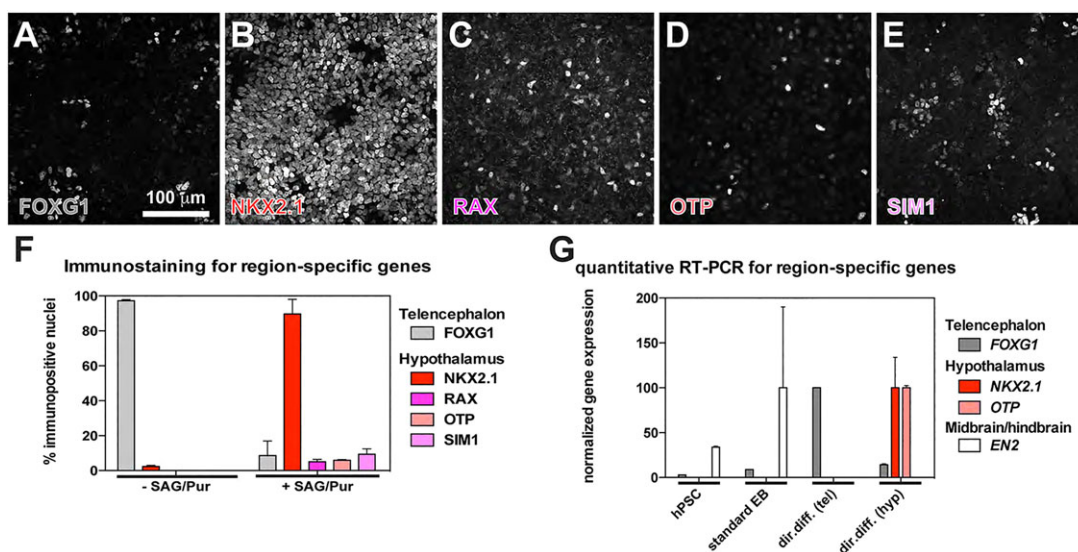 A
B
C
D
E
FOXG1
100 μm
NKX2.1
RAX
OTP
SIM1
F
Immunostaining for region-specific genes
% immunopositive nuclei
100
80
60
40
20
0
- SAG/Pur
+ SAG/Pur
Telencephalon
FOXG1
Hypothalamus
NKX2.1
RAX
OTP
SIM1
G
quantitative RT-PCR for region-specific genes
normalized gene expression
200
150
100
50
0
hPSC
standard EB
dir.diff. (tel)
dir.diff. (hyp)
Telencephalon
FOXG1
Hypothalamus
NKX2.1
OTP
Midbrain/hindbrain
EN2